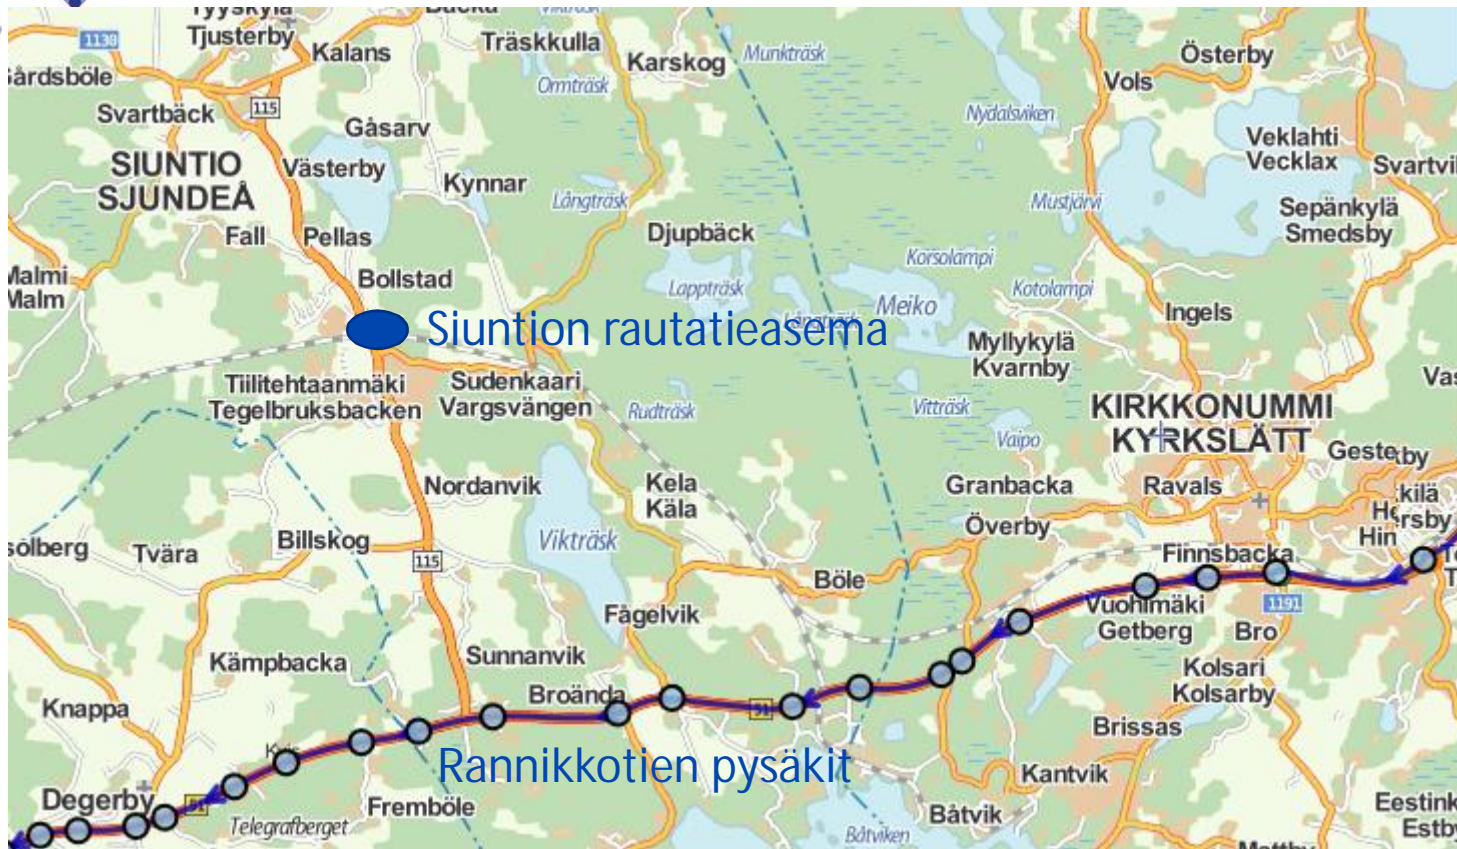 Tjusterby
1130
Kalans
Träskkulla
Karskog
Munkträsk
Österby
Vols
Ormträsk
Svartbäck
115
Gåsarv
Nydalsviken
Veklahti
Vecklax
SIUNTIO
SJUNDEÅ
Västerby
Kynnar
Långträsk
Mustjärvi
Sepänkylä
Smedsby
Fall
Pellas
Djupbäck
Malmi
Malm
Bollstad
Lappträsk
Korsolampi
Kotolampi
Meiko
Ingels
Siuntion rautatieasema
Myllykylä
Kvarnby
Tiilitehtaanmäki
Tegelbruksbacken
Sudenkaari
Vargsvängen
Rudträsk
Vitträsk
KIRKKONUMMI
KYRKSLÄTT
Vaipo
Nordanvik
Kela
Käla
Granbacka
Ravals
Överby
Billskog
Tvära
115
Vikträsk
Böle
Finnsbacka
Fågelvik
Vuohimäki
Getberg
1191
Bro
Kämpbacka
Sunnanvik
Kolsari
Kolsarby
Knappa
Broända
51
Brissas
Rannikkotien pysäkit
Kantvik
Degerby
51
Fremböle
Båtvik
Telegrafberget
Båtviken